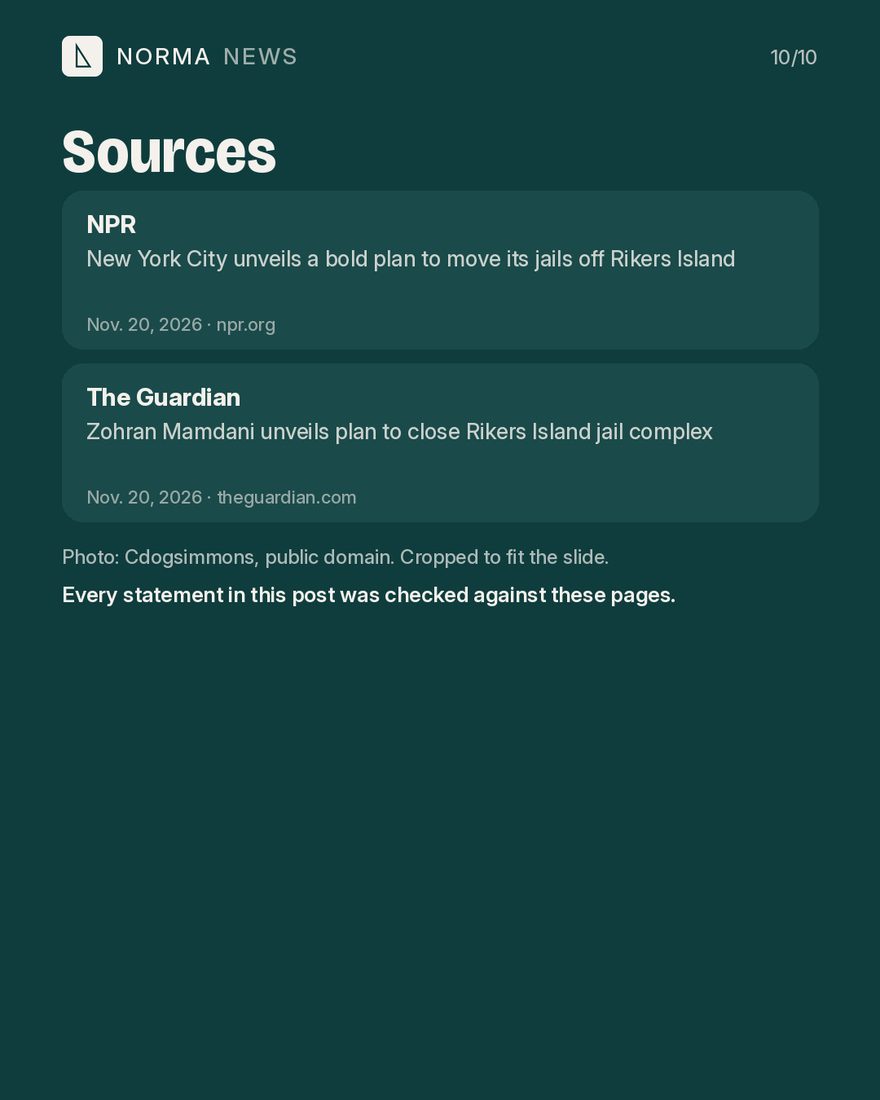 NORMA NEWS
10/10
Sources
NPR
New York City unveils a bold plan to move its jails off Rikers Island
Nov. 20, 2026 · npr.org
The Guardian
Zohran Mamdani unveils plan to close Rikers Island jail complex
Nov. 20, 2026 · theguardian.com
Photo: Cdogsimmons, public domain. Cropped to fit the slide.
Every statement in this post was checked against these pages.